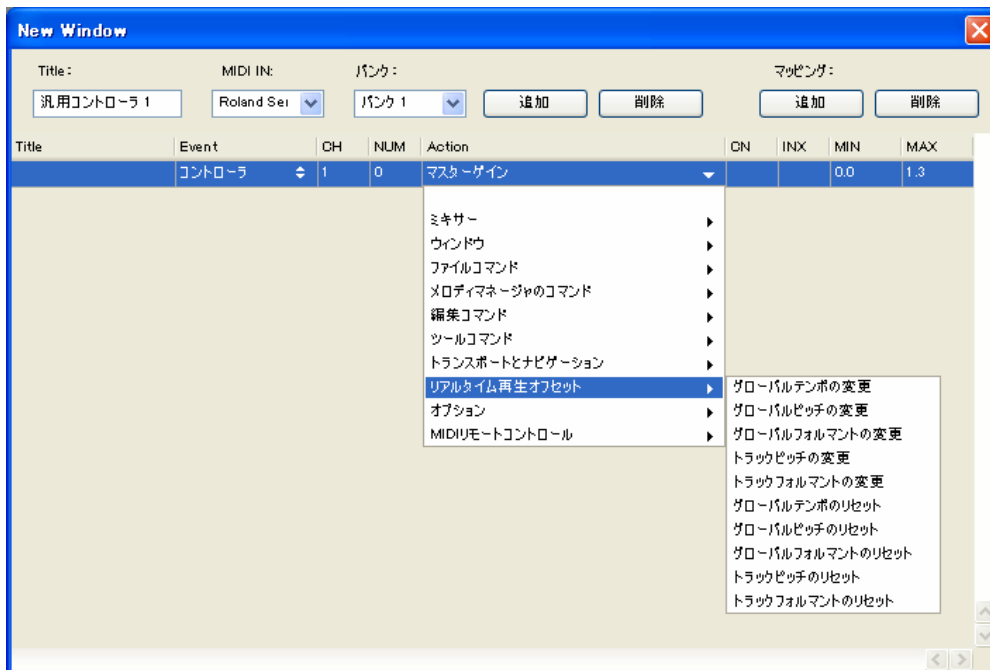 New Window
Title: MIDI IN: バンク: マッピング:
汎用コントローラ 1 Roland Sei バンク 1 追加 削除 追加 削除
Title Event CH NUM Action CN INX MIN MAX
コントローラ 1 0 マスターゲイン 0.0 1.3
ミキサー
ウィンドウ
ファイルコマンド
メロディマネージャのコマンド
編集コマンド
ツールコマンド
トランスポートとナビゲーション
リアルタイム再生オフセット
オプション
MIDIリモートコントロール
グローバルテンポの変更
グローバルピッチの変更
グローバルフォルマントの変更
トラックピッチの変更
トラックフォルマントの変更
グローバルテンポのリセット
グローバルピッチのリセット
グローバルフォルマントのリセット
トラックピッチのリセット
トラックフォルマントのリセット